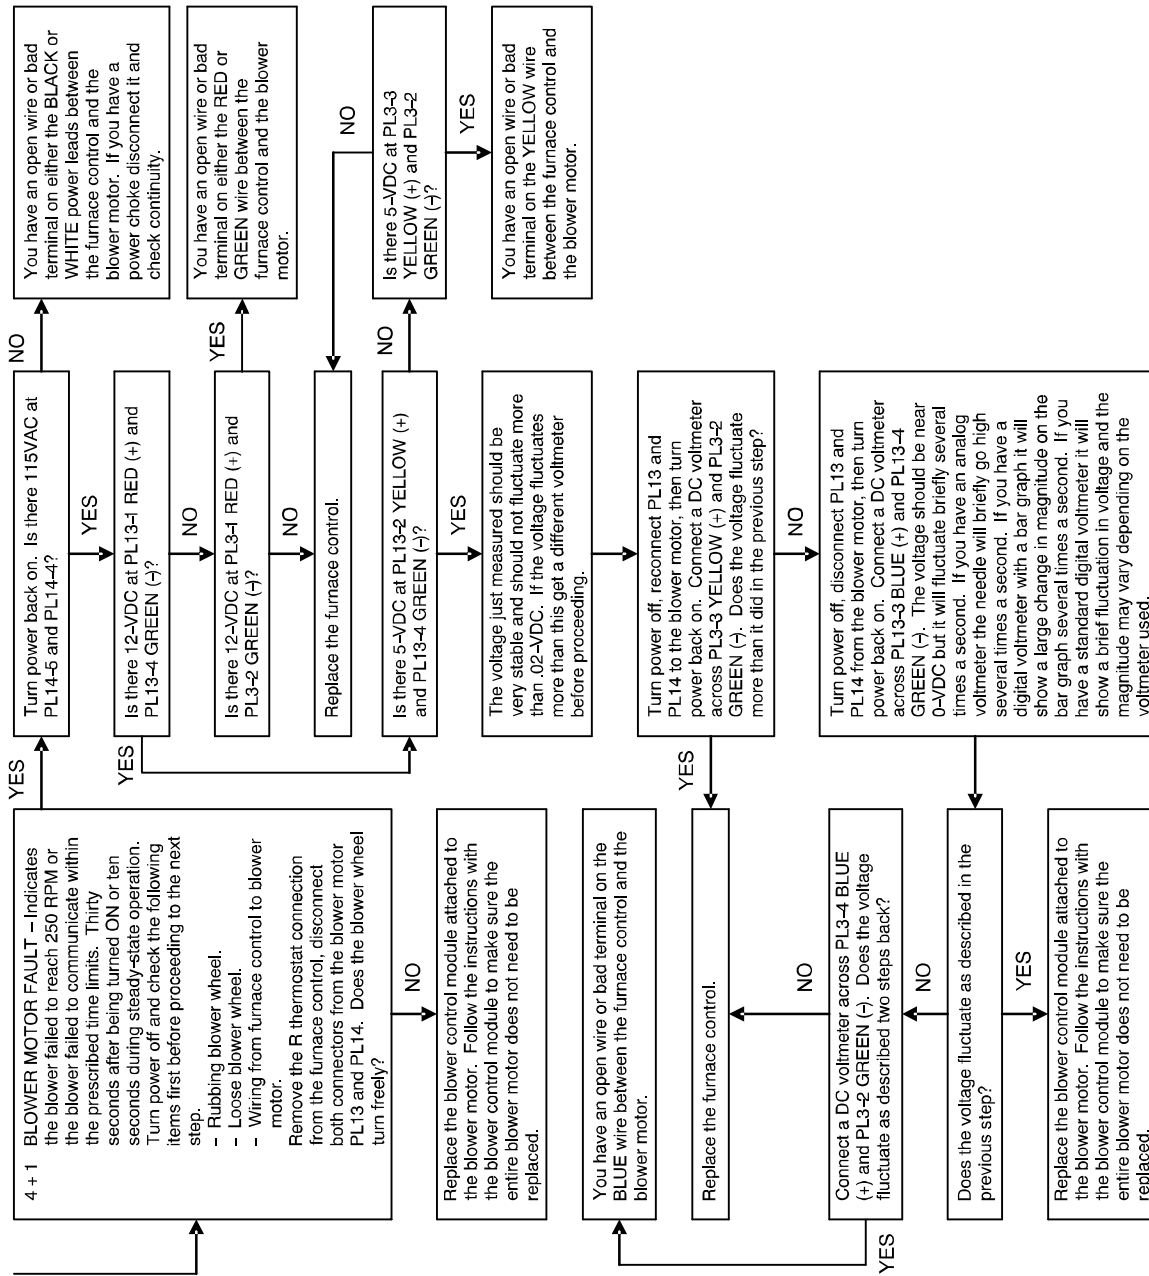 4 + 1 BLOWER MOTOR FAULT – Indicates
the blower failed to reach 250 RPM or
the blower failed to communicate within
the prescribed time limits. Thirty
seconds after being turned ON or ten
seconds during steady–state operation.
Turn power off and check the following
items first before proceeding to the next
step.
– Rubbing blower wheel.
– Loose blower wheel.
– Wiring from furnace control to blower
motor.
Remove the R thermostat connection
from the furnace control, disconnect
both connectors from the blower motor
PL13 and PL14. Does the blower wheel
turn freely?
NO
Replace the blower control module attached to
the blower motor. Follow the instructions with
the blower control module to make sure the
entire blower motor does not need to be
replaced.
YES
Turn power back on. Is there 115VAC at
PL14–5 and PL14–4?
NO
You have an open wire or bad
terminal on either the BLACK or
WHITE power leads between
the furnace control and the
blower motor. If you have a
power choke disconnect it and
check continuity.
YES
Is there 12–VDC at PL13–1 RED (+) and
PL13–4 GREEN (–)?
YES
NO
Is there 12–VDC at PL3–1 RED (+) and
PL3–2 GREEN (–)?
YES
You have an open wire or bad
terminal on either the RED or
GREEN wire between the
furnace control and the blower
motor.
NO
Replace the furnace control.
Is there 5–VDC at PL13–2 YELLOW (+)
and PL13–4 GREEN (–)?
NO
Is there 5–VDC at PL3–3
YELLOW (+) and PL3–2
GREEN (–)?
NO
YES
You have an open wire or bad
terminal on the YELLOW wire
between the furnace control and
the blower motor.
The voltage just measured should be
very stable and should not fluctuate more
than .02–VDC. If the voltage fluctuates
more than this get a different voltmeter
before proceeding.
Turn power off, reconnect PL13 and
PL14 to the blower motor, then turn
power back on. Connect a DC voltmeter
across PL3–3 YELLOW (+) and PL3–2
GREEN (–). Does the voltage fluctuate
more than it did in the previous step?
YES
Replace the furnace control.
NO
Turn power off, disconnect PL13 and
PL14 from the blower motor, then turn
power back on. Connect a DC voltmeter
across PL13–3 BLUE (+) and PL13–4
GREEN (–). The voltage should be near
0–VDC but it will fluctuate briefly several
times a second. If you have an analog
voltmeter the needle will briefly go high
several times a second. If you have a
digital voltmeter with a bar graph it will
show a large change in magnitude on the
bar graph several times a second. If you
have a standard digital voltmeter it will
show a brief fluctuation in voltage and the
magnitude may vary depending on the
voltmeter used.
Does the voltage fluctuate as described in the
previous step?
NO
Connect a DC voltmeter across PL3–4 BLUE
(+) and PL3–2 GREEN (–). Does the voltage
fluctuate as described two steps back?
NO
YES
You have an open wire or bad terminal on the
BLUE wire between the furnace control and the
blower motor.
YES
Replace the blower control module attached to
the blower motor. Follow the instructions with
the blower control module to make sure the
entire blower motor does not need to be
replaced.